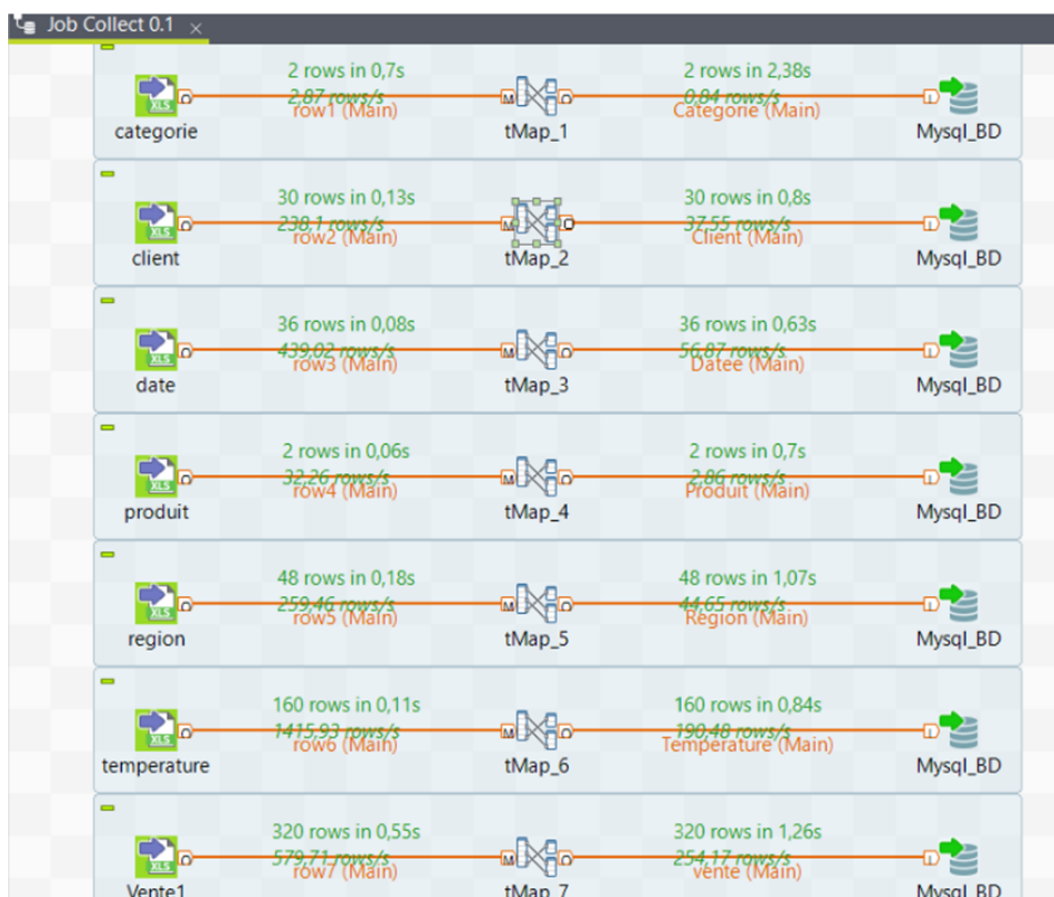 Job Collect 0.1
2 rows in 0,7s
2 rows in 2,38s
2,87 rows/s
0,84 rows/s
row1 (Main)
Categorie (Main)
XLS
M
categorie
tMap_1
Mysql_BD
30 rows in 0,13s
30 rows in 0,8s
238,1 rows/s
37,55 rows/s
row2 (Main)
Client (Main)
XLS
M
client
tMap_2
Mysql_BD
36 rows in 0,08s
36 rows in 0,63s
439,02 rows/s
56,87 rows/s
row3 (Main)
Datee (Main)
XLS
M
date
tMap_3
Mysql_BD
2 rows in 0,06s
2 rows in 0,7s
32,26 rows/s
2,86 rows/s
row4 (Main)
Produit (Main)
XLS
M
produit
tMap_4
Mysql_BD
48 rows in 0,18s
48 rows in 1,07s
259,46 rows/s
44,65 rows/s
row5 (Main)
Region (Main)
XLS
M
region
tMap_5
Mysql_BD
160 rows in 0,11s
160 rows in 0,84s
1415,93 rows/s
190,48 rows/s
row6 (Main)
Temperature (Main)
XLS
M
temperature
tMap_6
Mysql_BD
320 rows in 0,55s
320 rows in 1,26s
579,71 rows/s
254,17 rows/s
row7 (Main)
vente (Main)
XLS
M
Vente1
tMap_7
Mysql_BD